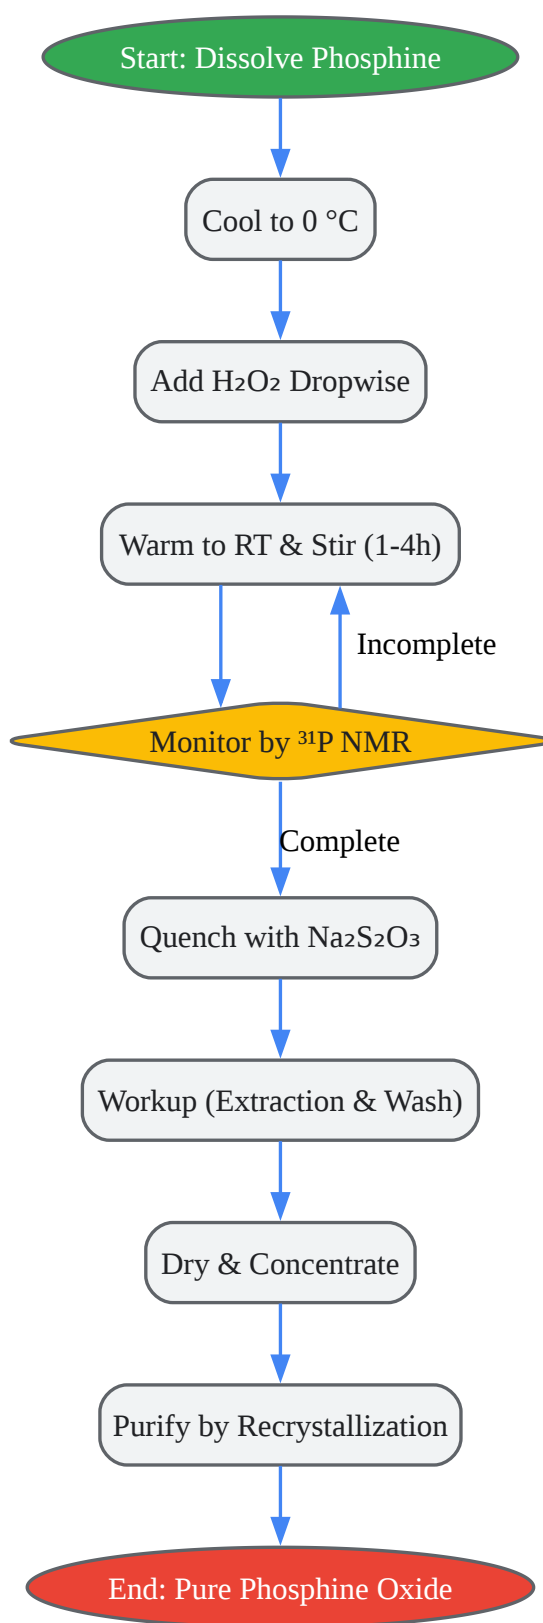 Start: Dissolve Phosphine
Cool to 0 °C
Add H₂O₂ Dropwise
Warm to RT & Stir (1-4h)
Incomplete
Monitor by ³¹P NMR
Complete
Quench with Na₂S₂O₃
Workup (Extraction & Wash)
Dry & Concentrate
Purify by Recrystallization
End: Pure Phosphine Oxide